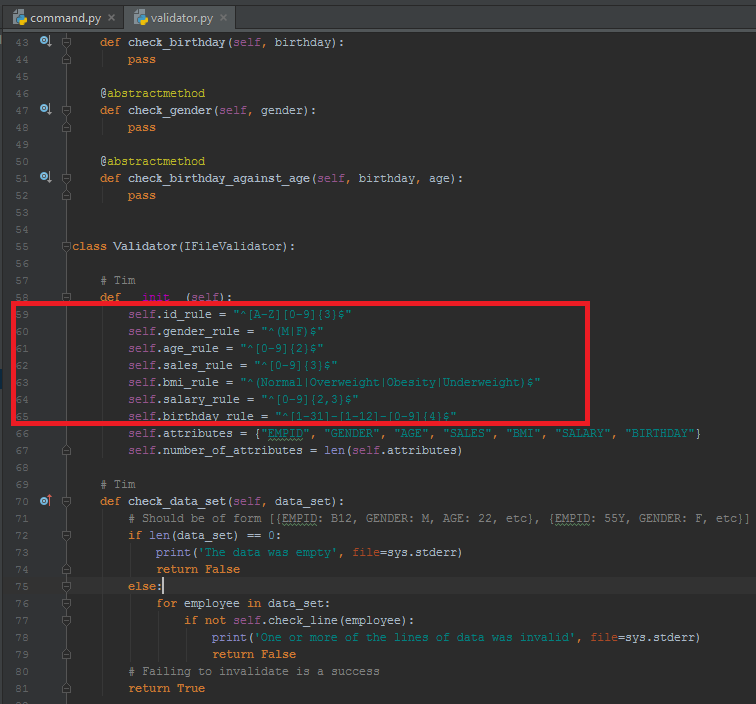 command.py × validator.py ×
43 def check_birthday(self, birthday):
44 pass
45
46 @abstractmethod
47 def check_gender(self, gender):
48 pass
49
50 @abstractmethod
51 def check_birthday_against_age(self, birthday, age):
52 pass
53
54
55 class Validator(IFileValidator):
56
57 # Tim
58 def __init__(self):
59 self.id_rule = "^[A-Z][0-9]{3}$"
60 self.gender_rule = "^(M|F)$"
61 self.age_rule = "^[0-9]{2}$"
62 self.sales_rule = "^[0-9]{3}$"
63 self.bmi_rule = "^(Normal|Overweight|Obesity|Underweight)$"
64 self.salary_rule = "^[0-9]{2,3}$"
65 self.birthday_rule = "^[1-31]-[1-12]-[0-9]{4}$"
66 self.attributes = {"EMPID", "GENDER", "AGE", "SALES", "BMI", "SALARY", "BIRTHDAY"}
67 self.number_of_attributes = len(self.attributes)
68
69 # Tim
70 def check_data_set(self, data_set):
71 # Should be of form [{EMPID: B12, GENDER: M, AGE: 22, etc}, {EMPID: 55Y, GENDER: F, etc}]
72 if len(data_set) == 0:
73 print('The data was empty', file=sys.stderr)
74 return False
75 else:
76 for employee in data_set:
77 if not self.check_line(employee):
78 print('One or more of the lines of data was invalid', file=sys.stderr)
79 return False
80 # Failing to invalidate is a success
81 return True